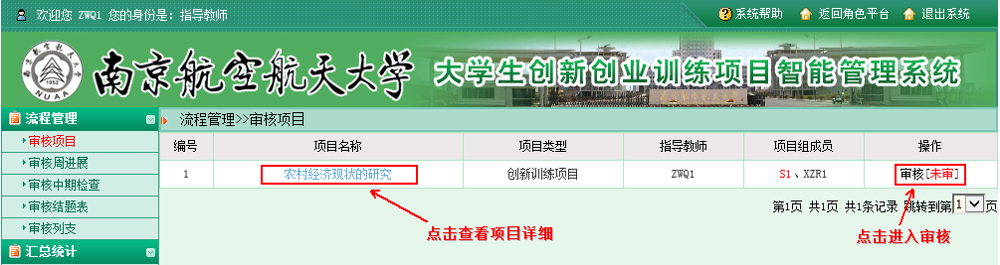 欢迎您 ZWQ1 您的身份是：指导教师
系统帮助 返回角色平台 退出系统
南京航空航天大学 大学生创新创业训练项目智能管理系统
1952
NUAA
流程管理
流程管理>>审核项目
审核项目
审核周进展
审核中期检查
审核结题表
审核列支
汇总统计
编号 项目名称 项目类型 指导教师 项目组成员 操作
1 农村经济现状的研究 创新训练项目 ZWQ1 S1、XZR1 审核[未审]
第1页 共1页 共1条记录 跳转到第 1 页
点击查看项目详细
点击进入审核